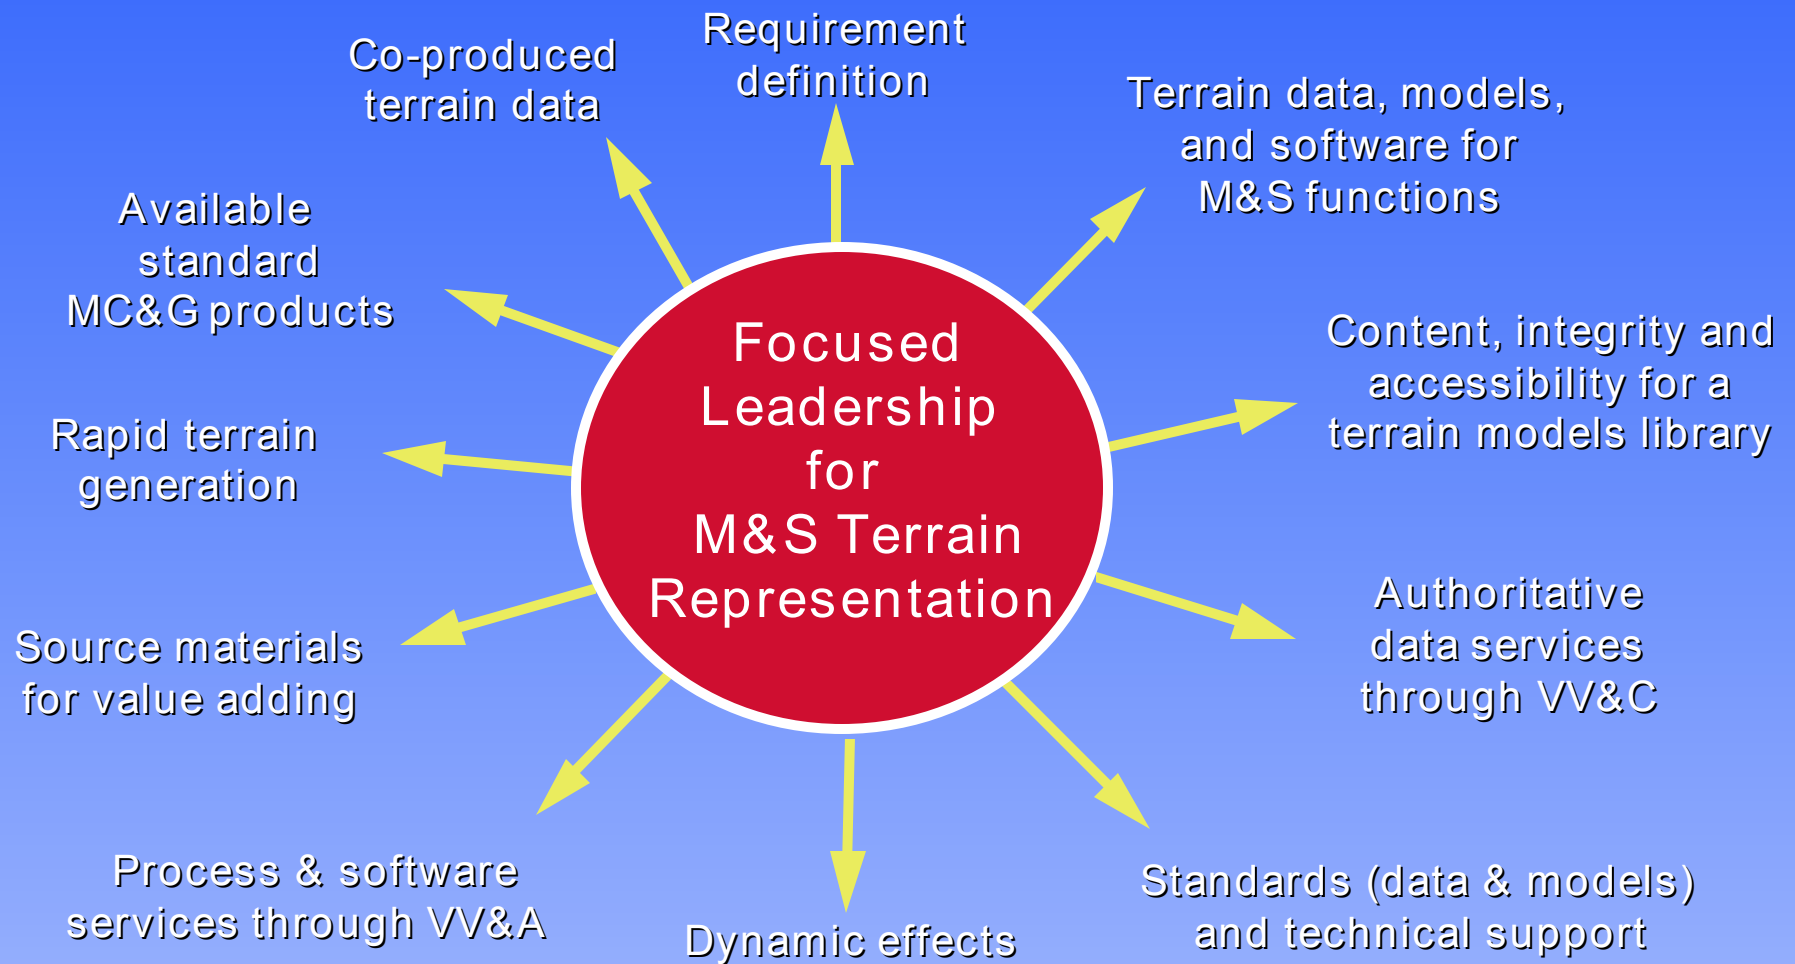 Requirement
definition
Co-produced
terrain data
Terrain data, models,
and software for
M&S functions
Available
standard
MC&G products
Content, integrity and
accessibility for a
terrain models library
Focused
Leadership
for
M&S Terrain
Representation
Rapid terrain
generation
Authoritative
data services
through VV&C
Source materials
for value adding
Process & software
services through VV&A
Dynamic effects
Standards (data & models)
and technical support